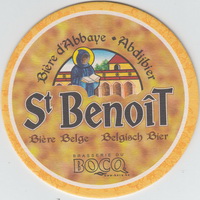 Bière d'Abbaye • Abdijbier
St BenoîT
Bière Belge Belgisch Bier
BRASSERIE DU
BOCQ